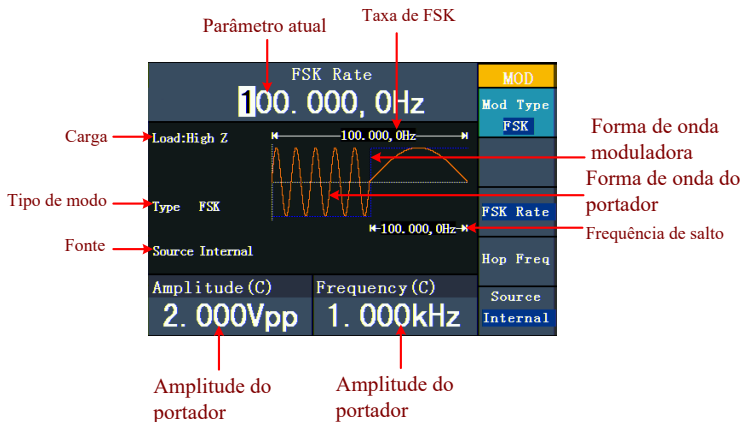 Parâmetro atual
Taxa de FSK
FSK Rate
100.000,0Hz
MOD
Mod Type
FSK
FSK Rate
Hop Freq
Source
Internal
Carga
Load:High Z
100.000,0Hz
Forma de onda
moduladora
Forma de onda do
portador
Tipo de modo
Type FSK
100.000,0Hz
Frequência de salto
Fonte
Source Internal
Amplitude(C)
2.000Vpp
Frequency(C)
1.000kHz
Amplitude do
portador
Amplitude do
portador